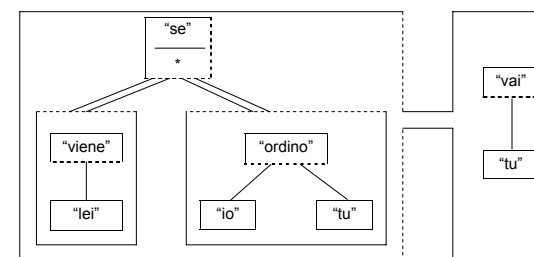 “se”
*
“vai”
“viene”
“ordino”
“tu”
“lei”
“io”
“tu”